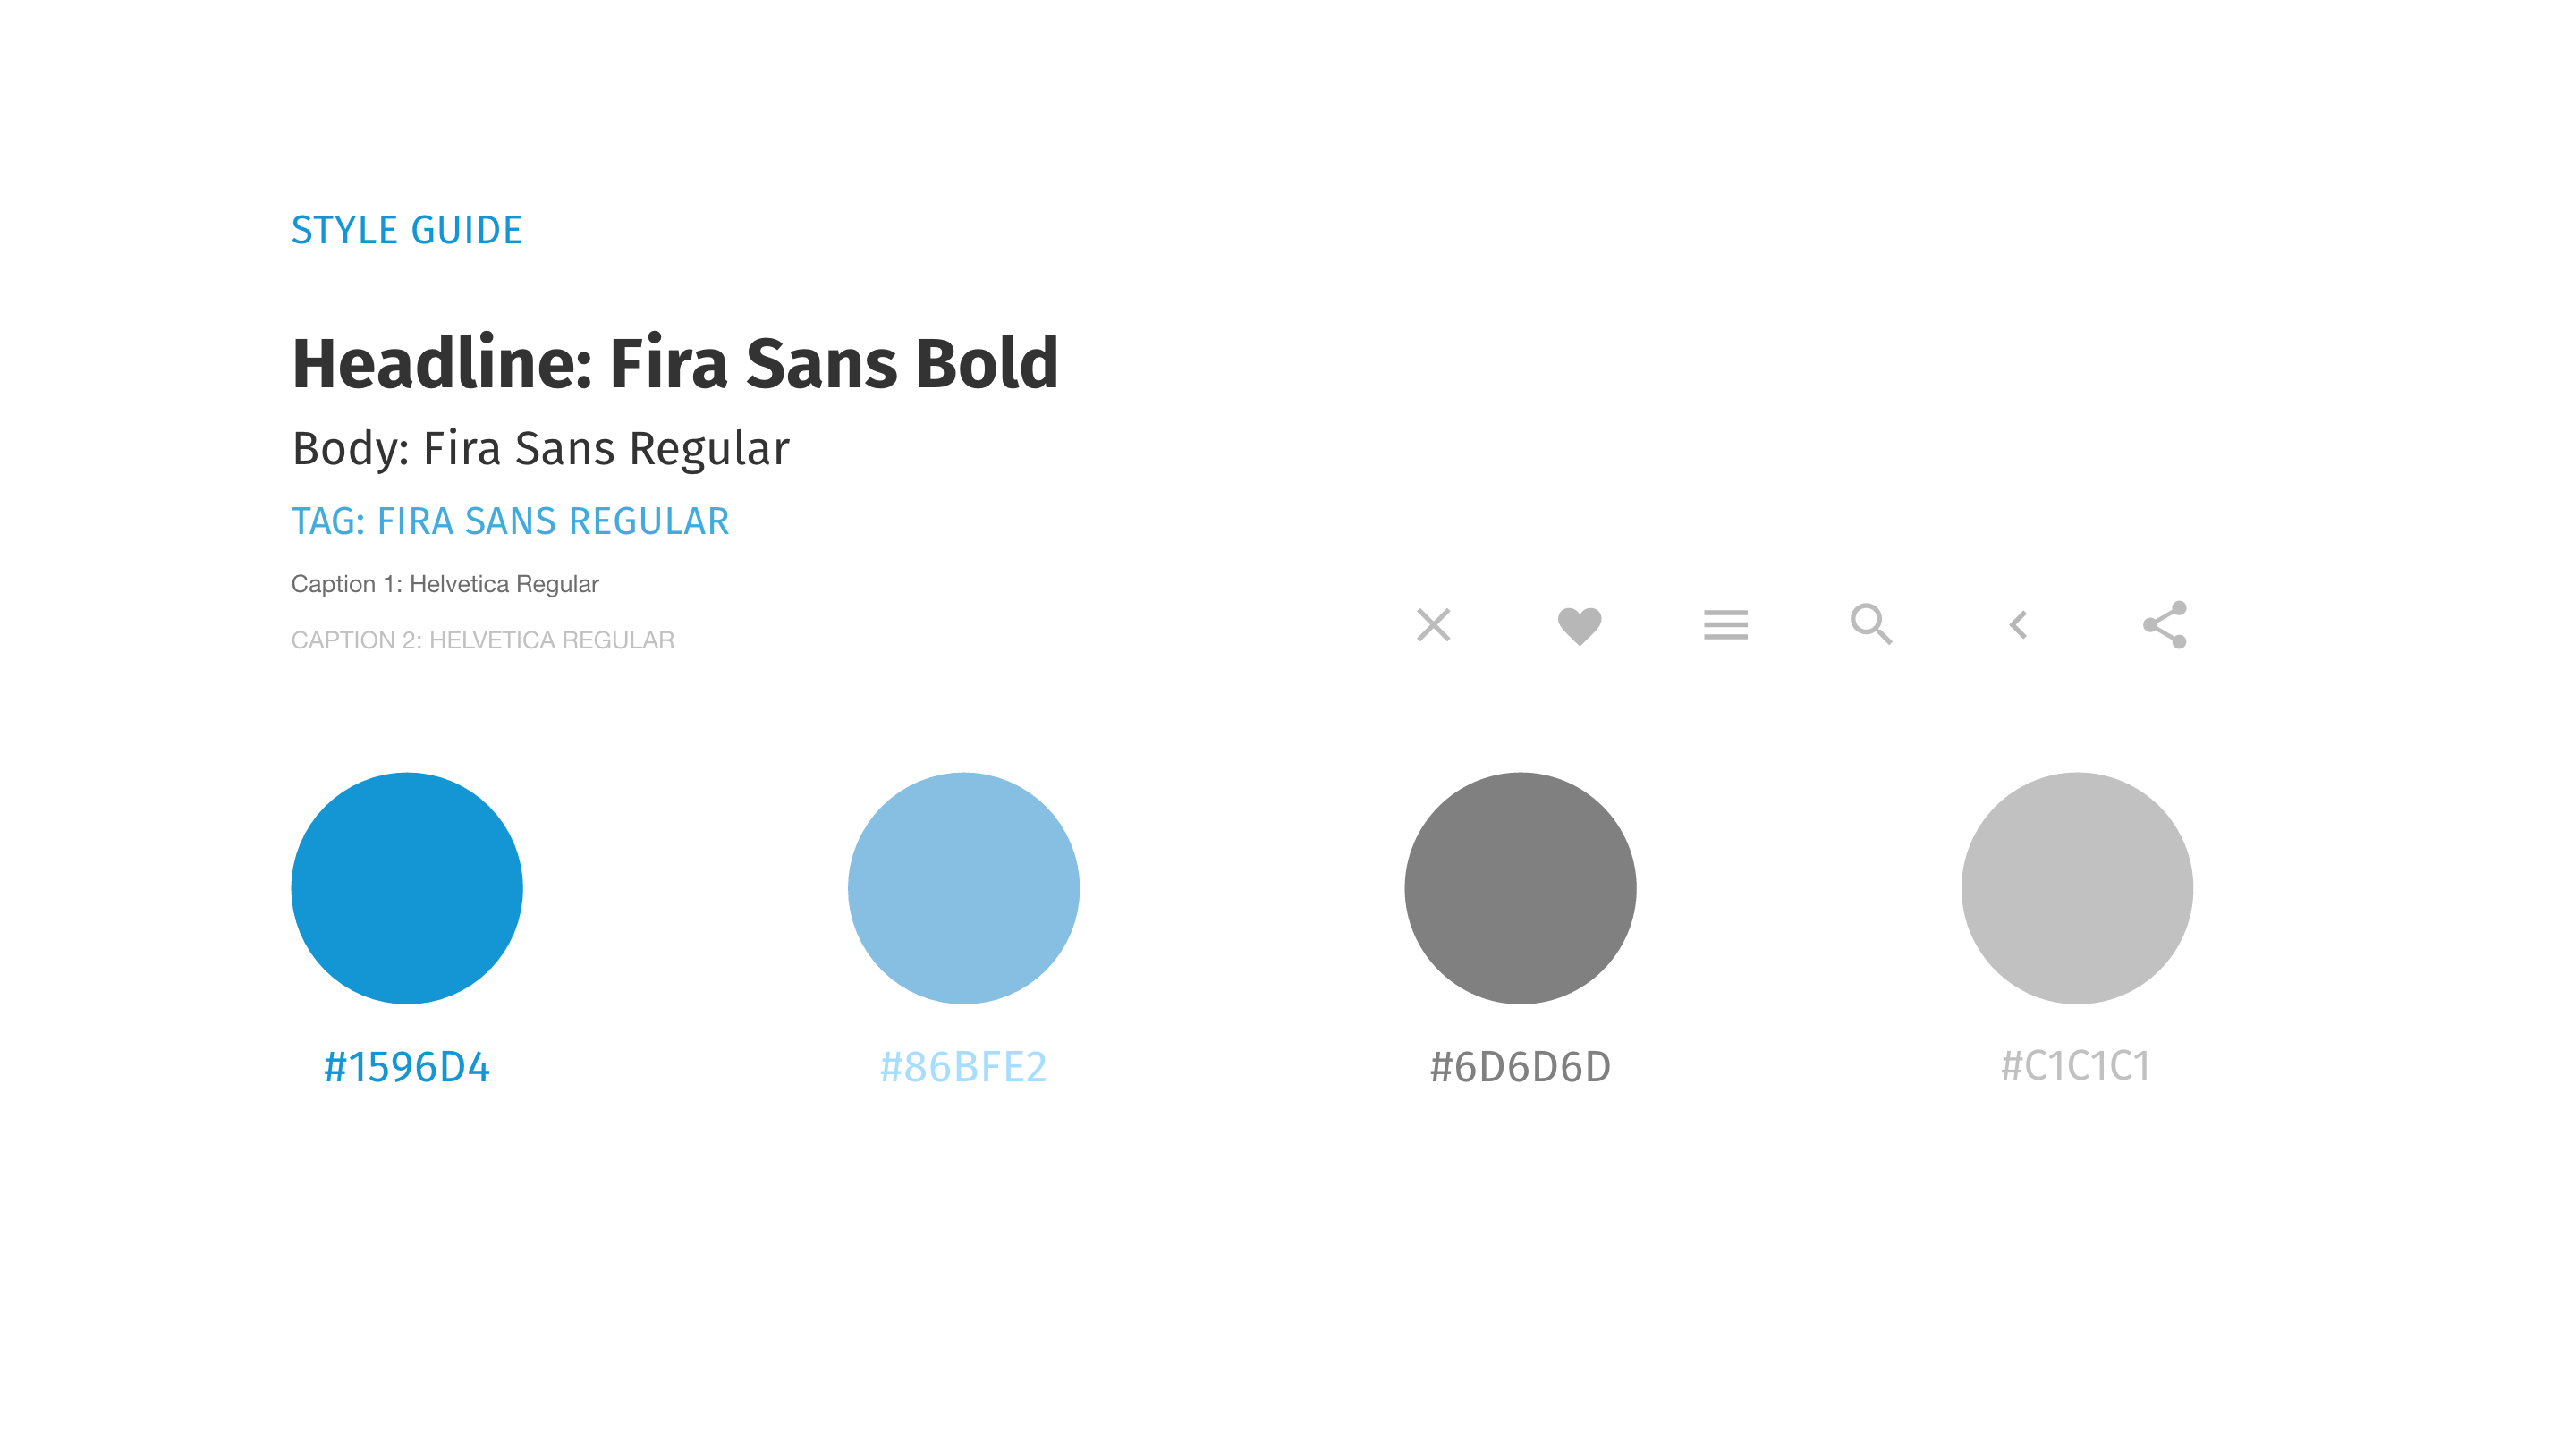 STYLE GUIDE
Headline: Fira Sans Bold
Body: Fira Sans Regular
TAG: FIRA SANS REGULAR
Caption 1: Helvetica Regular
CAPTION 2: HELVETICA REGULAR
#1596D4
#86BFE2
#6D6D6D
#C1C1C1